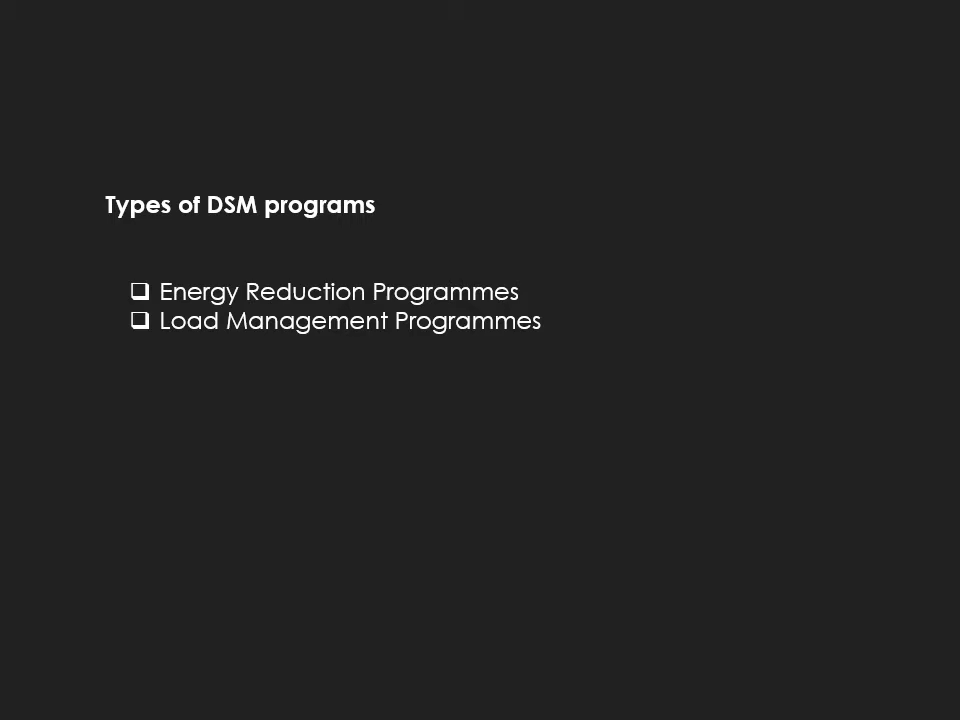 Types of DSM programs
❑ Energy Reduction Programmes
❑ Load Management Programmes